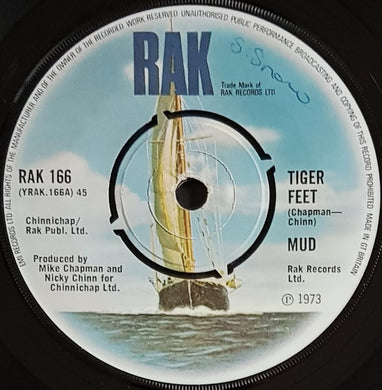 EMI RECORDS LTD ALL RIGHTS OF THE MANUFACTURER AND OF THE OWNER OF THE RECORDED WORK RESERVED UNAUTHORISED PUBLIC PERFORMANCE BROADCASTING AND COPYING OF THIS RECORD PROHIBITED MADE IN GT BRITAIN
RAK
S. Snow
Trade Mark of
RAK RECORDS LTD
RAK 166
(YRAK.166A) 45
Chinnichap/
Rak Publ. Ltd.
Produced by
Mike Chapman and
Nicky Chinn for
Chinnichap Ltd.
TIGER
FEET
(Chapman—
Chinn)
MUD
Rak Records
Ltd.
℗ 1973